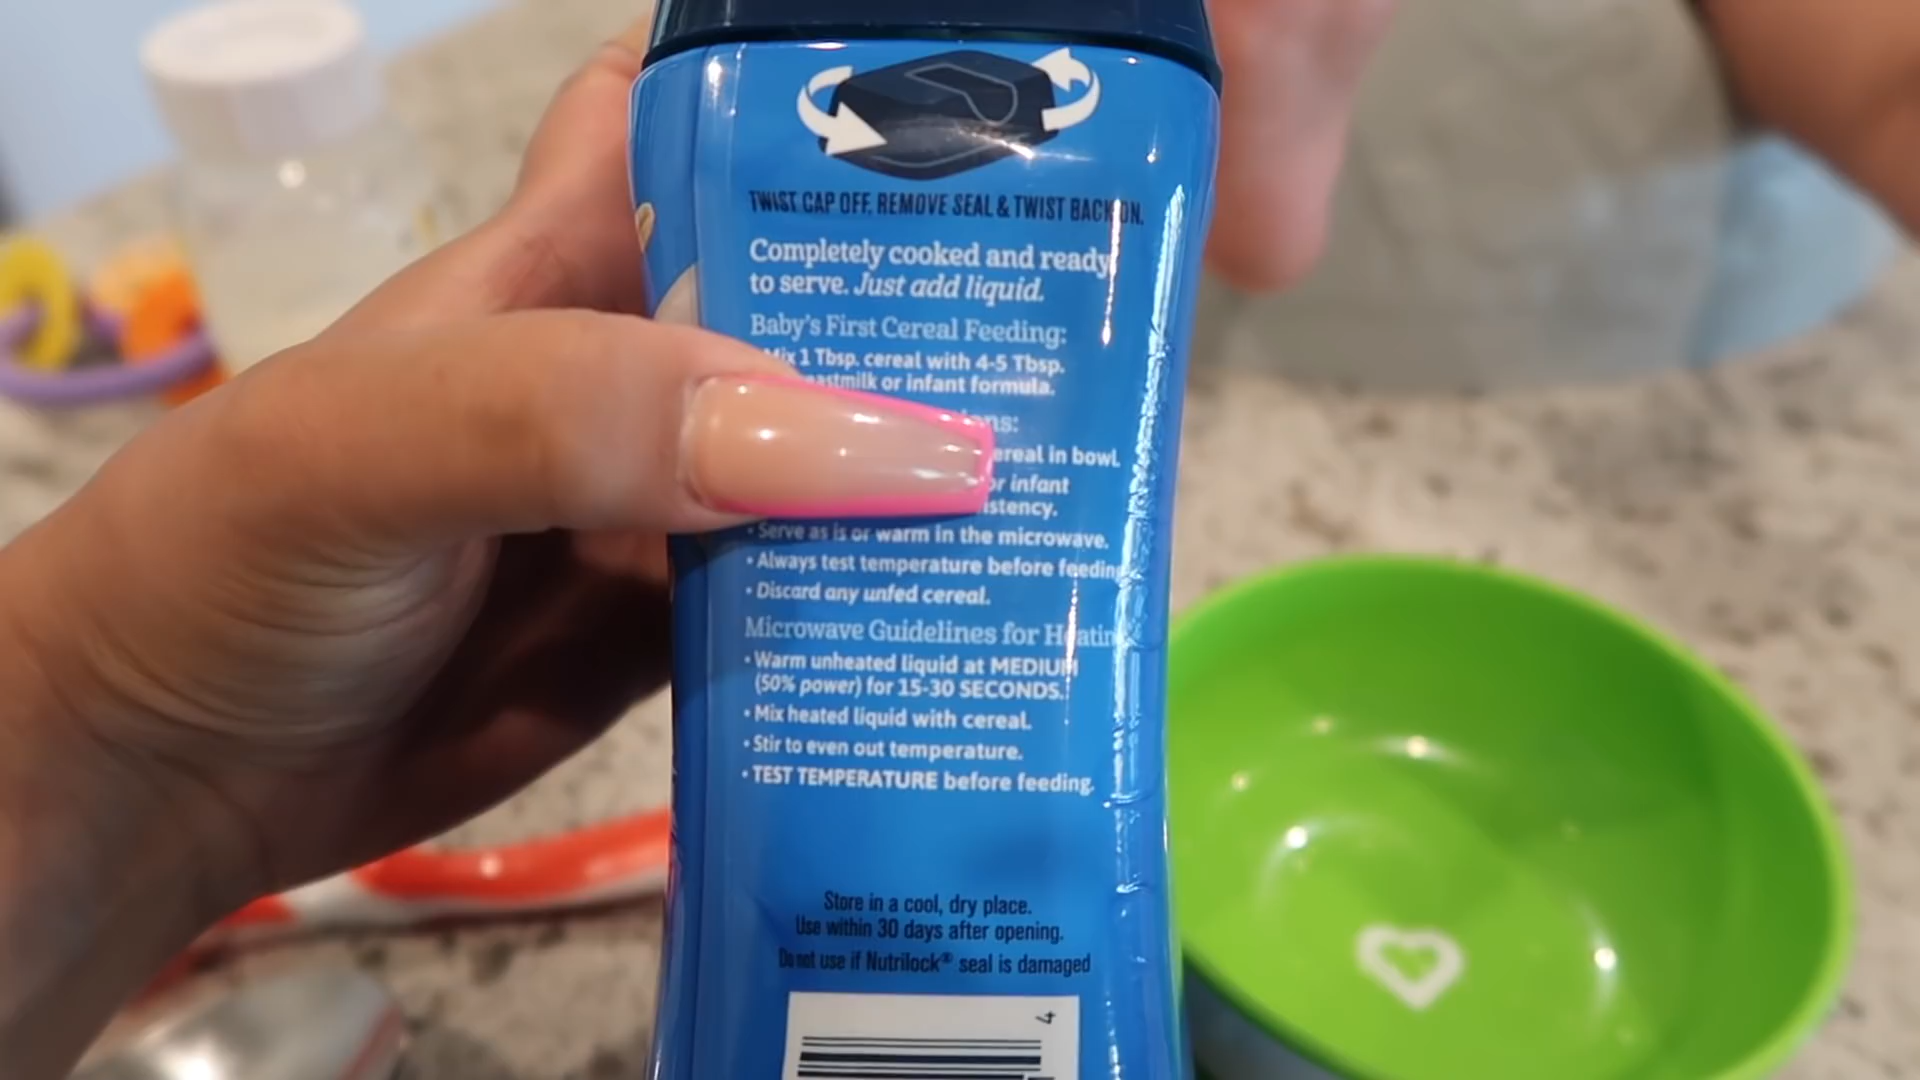 TWIST CAP OFF, REMOVE SEAL & TWIST BACK ON.
Completely cooked and ready
to serve. Just add liquid.
Baby's First Cereal Feeding:
Mix 1 Tbsp. cereal with 4-5 Tbsp.
or infant formula.
ereal in bowl.
or infant
istency.
• Serve as is or warm in the microwave.
• Always test temperature before feeding
• Discard any unfed cereal.
Microwave Guidelines for Heatin
• Warm unheated liquid at MEDIUM
(50% power) for 15-30 SECONDS.
• Mix heated liquid with cereal.
• Stir to even out temperature.
• TEST TEMPERATURE before feeding.
Store in a cool, dry place.
Use within 30 days after opening.
Do not use if Nutrilock® seal is damaged